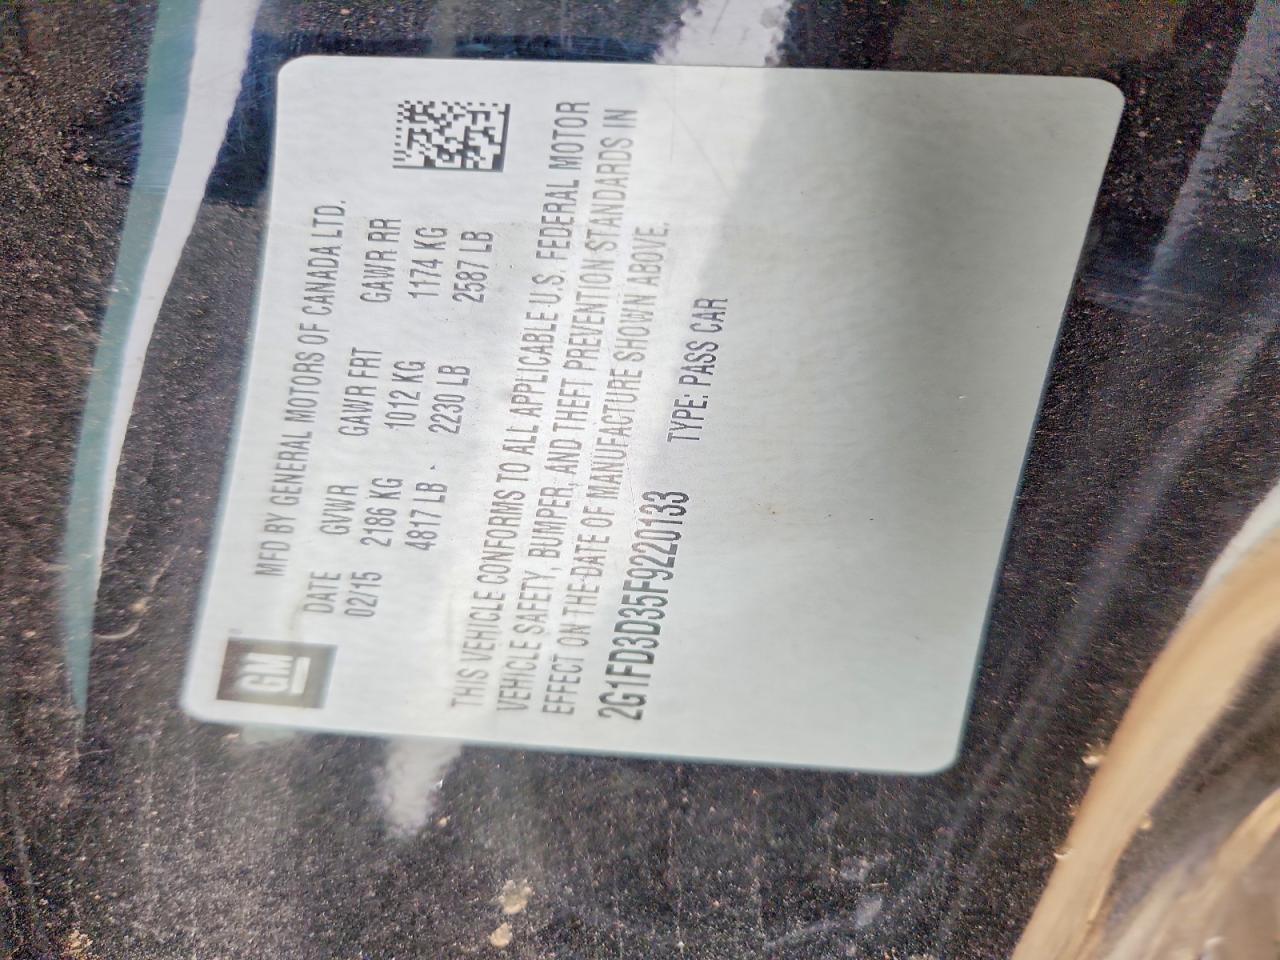 GM
MFD BY GENERAL MOTORS OF CANADA LTD.
DATE GVWR GAWR FRT GAWR RR
02/15 2186 KG 1012 KG 1174 KG
4817 LB 2230 LB 2587 LB
THIS VEHICLE CONFORMS TO ALL APPLICABLE U.S. FEDERAL MOTOR
VEHICLE SAFETY, BUMPER, AND THEFT PREVENTION STANDARDS IN
EFFECT ON THE DATE OF MANUFACTURE SHOWN ABOVE.
2G1FD3D35F9220133 TYPE: PASS CAR